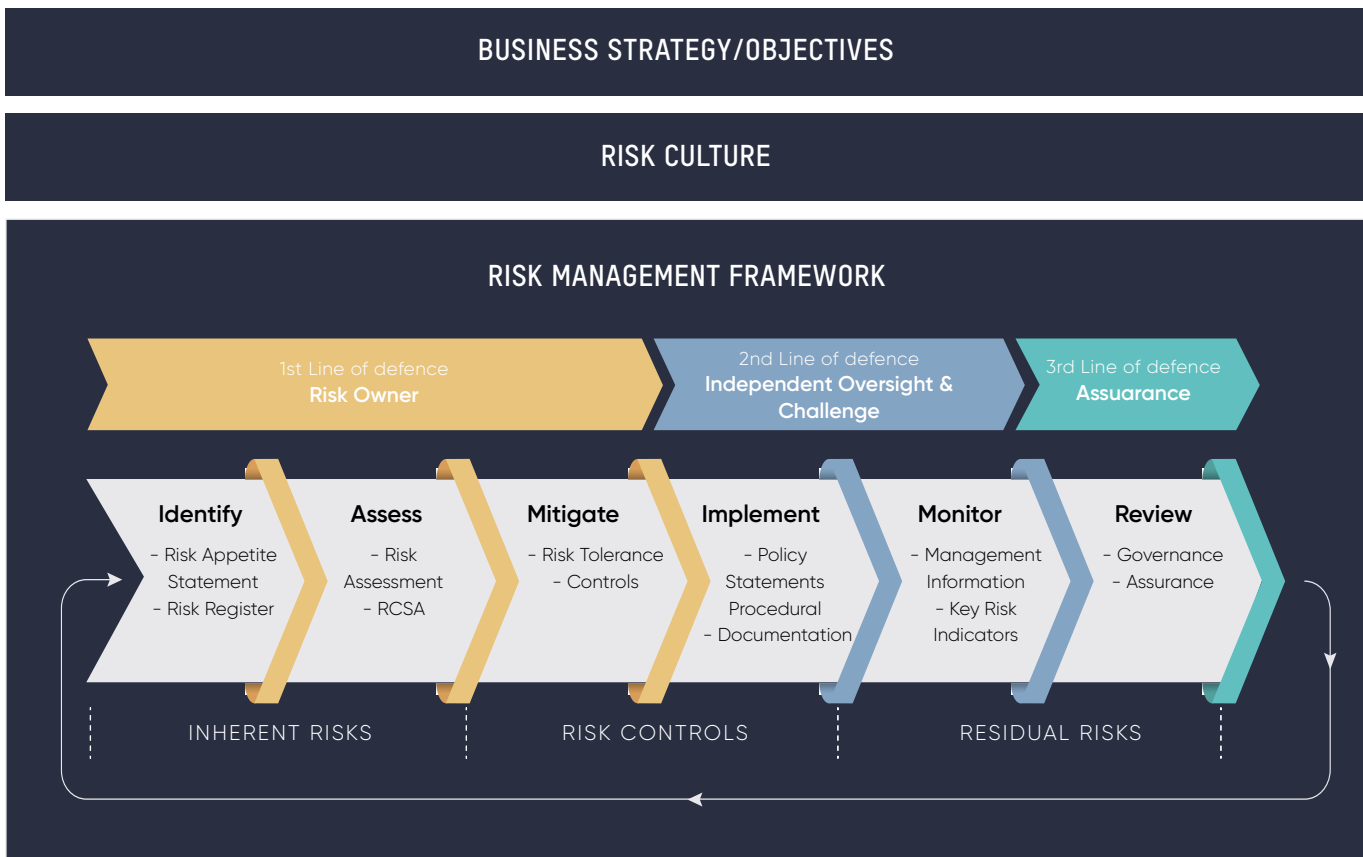 BUSINESS STRATEGY/OBJECTIVES
RISK CULTURE
RISK MANAGEMENT FRAMEWORK
1st Line of defence
Risk Owner
2nd Line of defence
Independent Oversight &
Challenge
3rd Line of defence
Assuarance
Identify
- Risk Appetite
Statement
- Risk Register
Assess
- Risk
Assessment
- RCSA
Mitigate
- Risk Tolerance
- Controls
Implement
- Policy
Statements
Procedural
- Documentation
Monitor
- Management
Information
- Key Risk
Indicators
Review
- Governance
- Assurance
INHERENT RISKS
RISK CONTROLS
RESIDUAL RISKS